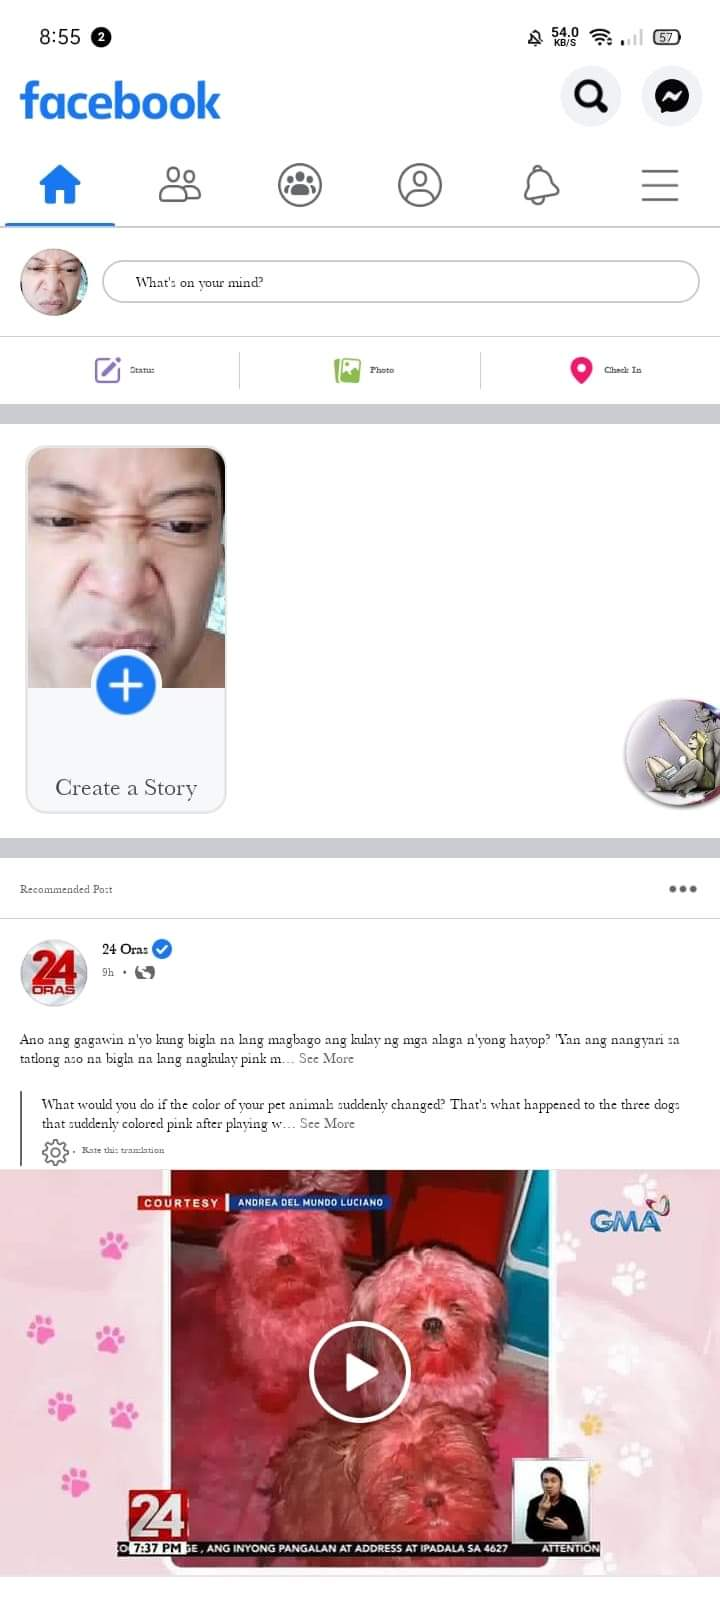 8:55 2 54.0 KB/S 57
facebook
What's on your mind?
Status Photo Check In
Create a Story
Recommended Post
24 Oras
9h
24 ORAS
Ano ang gagawin n'yo kung bigla na lang magbago ang kulay ng mga alaga n'yong hayop? 'Yan ang nangyari sa
tatlong aso na bigla na lang nagkulay pink m... See More
What would you do if the color of your pet animals suddenly changed? That's what happened to the three dogs
that suddenly colored pink after playing w... See More
Rate this translation
COURTESY ANDREA DEL MUNDO LUCIANO
GMA
24
7:37 PM GE , ANG INYONG PANGALAN AT ADDRESS AT IPADALA SA 4627 ATTENTION